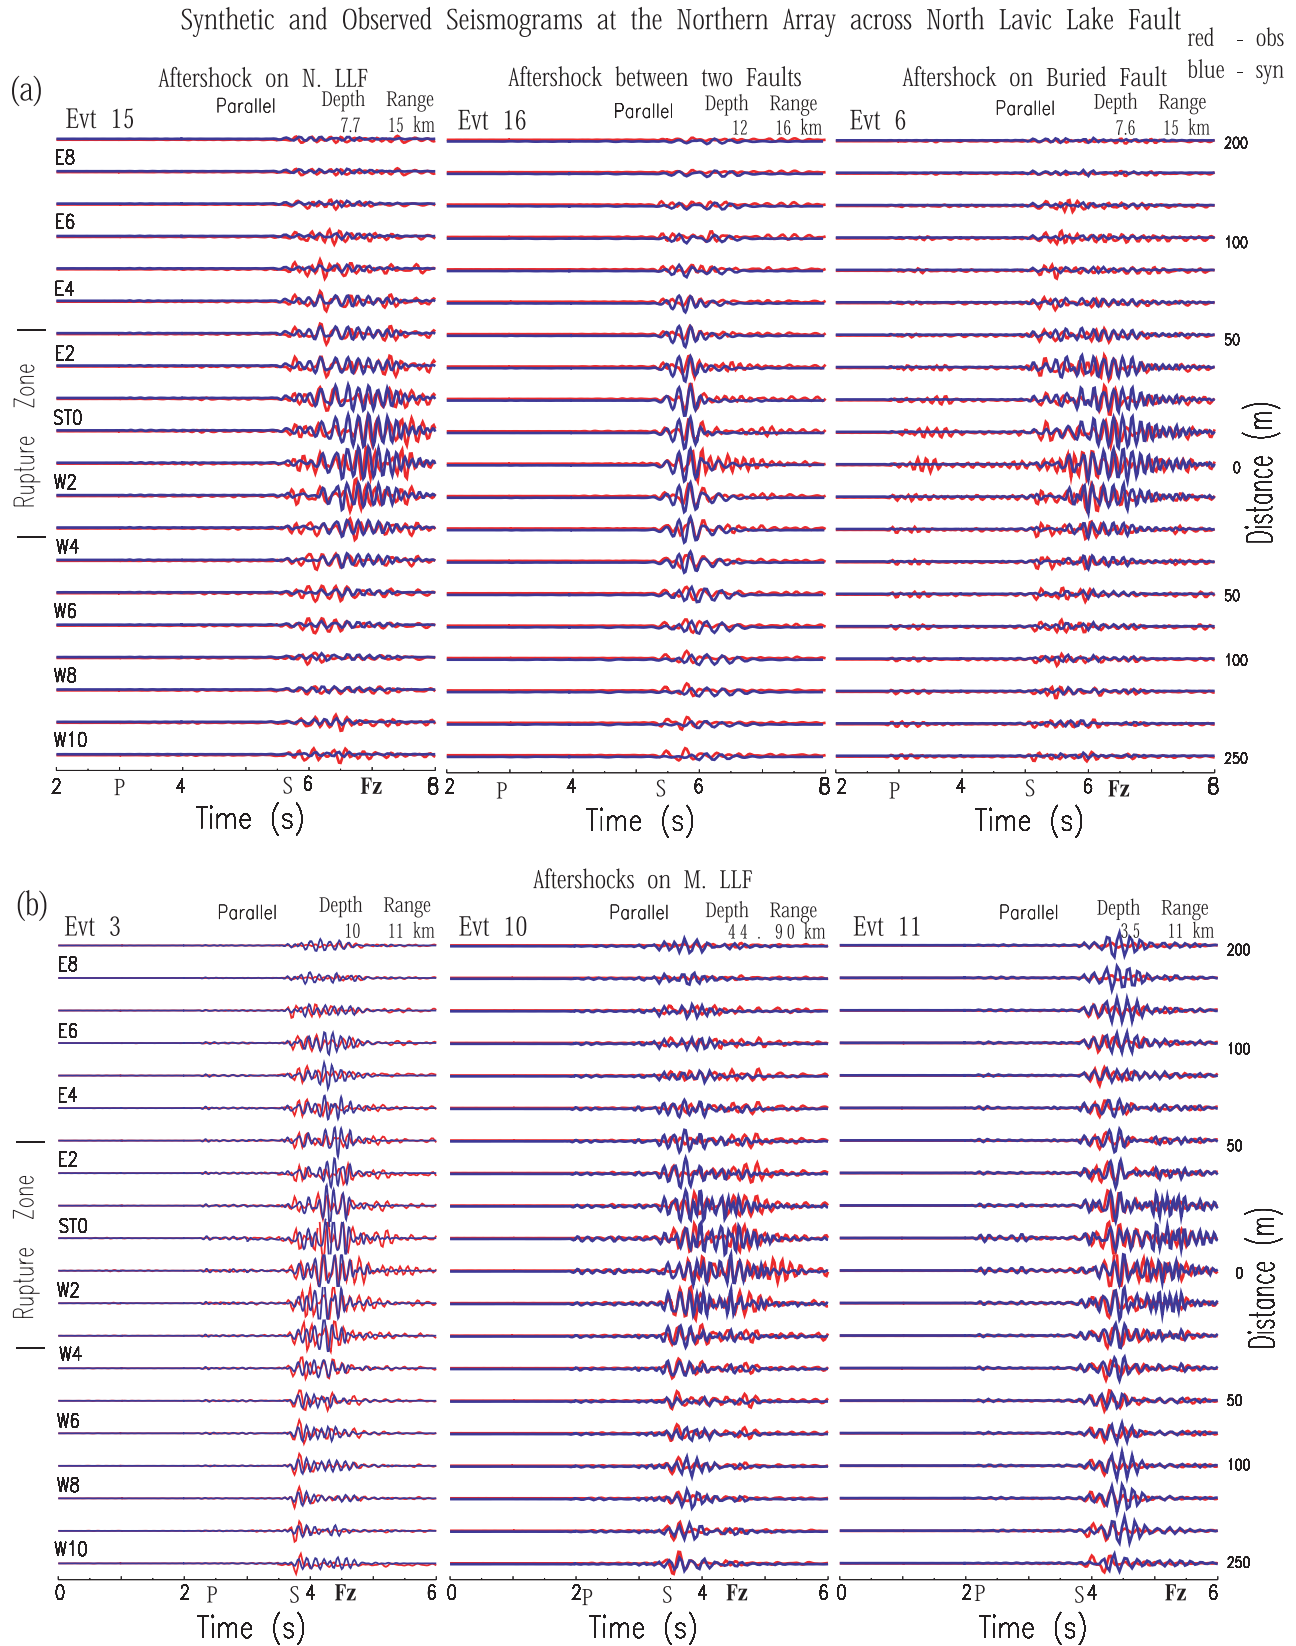 Synthetic and Observed Seismograms at the Northern Array across North Lavic Lake Fault
red - obs
blue - syn
(a)
Aftershock on N. LLF
Aftershock between two Faults
Aftershock on Buried Fault
Evt 15 Parallel Depth Range
7.7 15 km
Evt 16 Parallel Depth Range
12 16 km
Evt 6 Parallel Depth Range
7.6 15 km
E8
E6
E4
E2
ST0
W2
W4
W6
W8
W10
Rupture Zone
200
100
50
0
50
100
250
Distance (m)
2 P 4 S 6 Fz 8
2 P 4 S 6 8
2 P 4 S 6 Fz 8
Time (s)
Time (s)
Time (s)
(b)
Aftershocks on M. LLF
Evt 3 Parallel Depth Range
10 11 km
Evt 10 Parallel Depth Range
44.90 km
Evt 11 Parallel Depth Range
3.5 11 km
E8
E6
E4
E2
ST0
W2
W4
W6
W8
W10
Rupture Zone
200
100
50
0
50
100
250
Distance (m)
0 2 P S 4 Fz 6
0 2 P S 4 Fz 6
0 2 P S 4 Fz 6
Time (s)
Time (s)
Time (s)